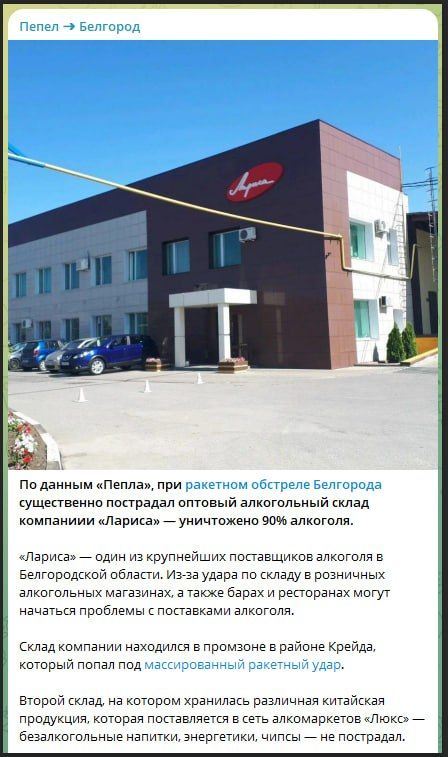 Пепел → Белгород
Лариса
По данным «Пепла», при ракетном обстреле Белгорода
существенно пострадал оптовый алкогольный склад
компаниии «Лариса» — уничтожено 90% алкоголя.
«Лариса» — один из крупнейших поставщиков алкоголя в
Белгородской области. Из-за удара по складу в розничных
алкогольных магазинах, а также барах и ресторанах могут
начаться проблемы с поставками алкоголя.
Склад компании находился в промзоне в районе Крейда,
который попал под массированный ракетный удар.
Второй склад, на котором хранилась различная китайская
продукция, которая поставляется в сеть алкомаркетов «Люкс» —
безалкогольные напитки, энергетики, чипсы — не пострадал.